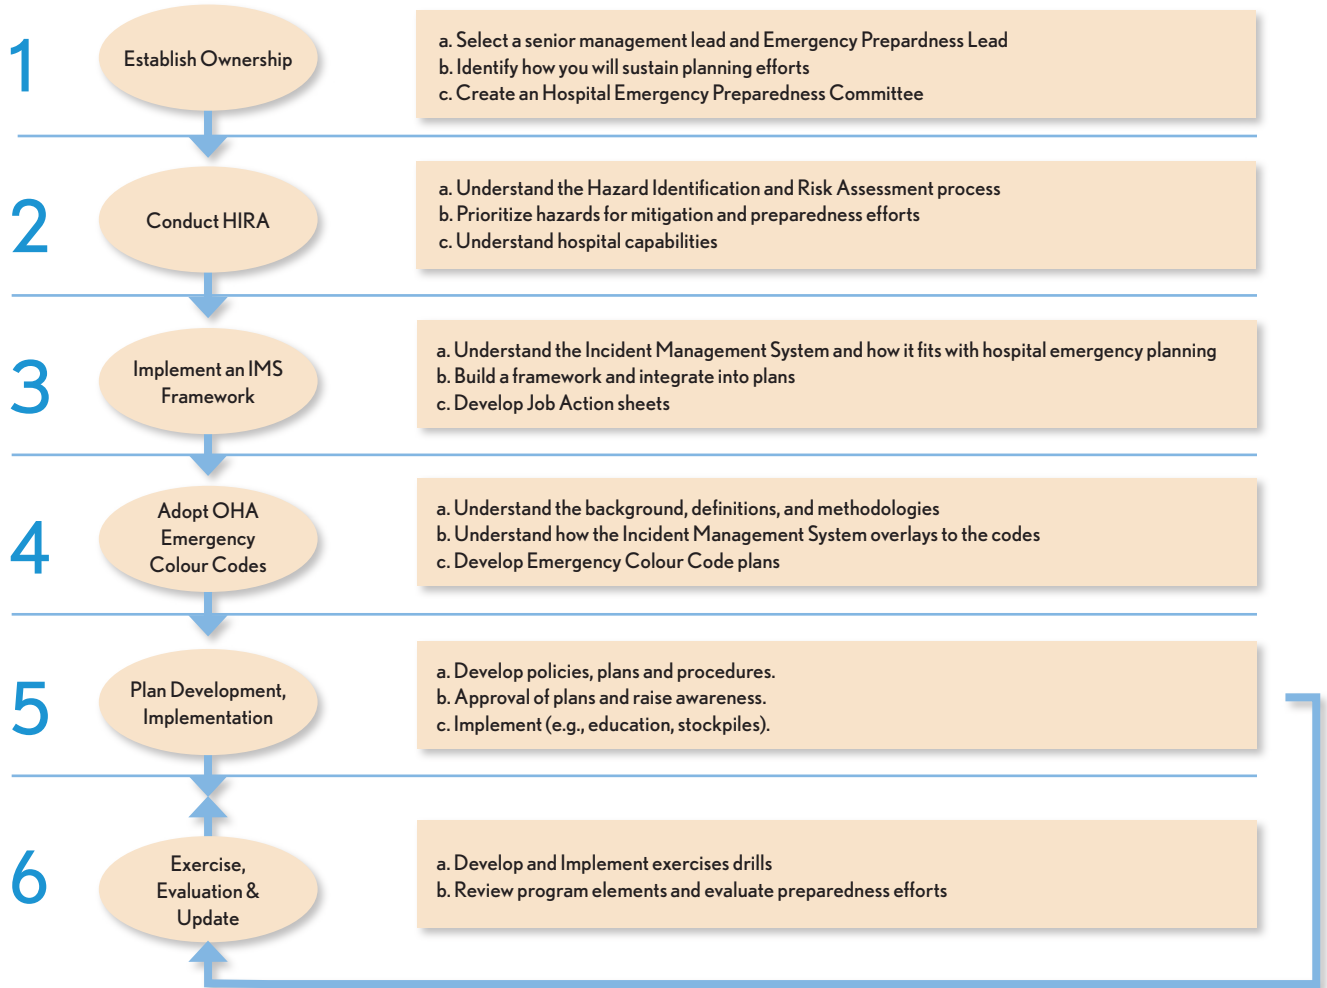 1
Establish Ownership
a. Select a senior management lead and Emergency Prepardness Lead
b. Identify how you will sustain planning efforts
c. Create an Hospital Emergency Preparedness Committee
2
Conduct HIRA
a. Understand the Hazard Identification and Risk Assessment process
b. Prioritize hazards for mitigation and preparedness efforts
c. Understand hospital capabilities
3
Implement an IMS
Framework
a. Understand the Incident Management System and how it fits with hospital emergency planning
b. Build a framework and integrate into plans
c. Develop Job Action sheets
4
Adopt OHA
Emergency
Colour Codes
a. Understand the background, definitions, and methodologies
b. Understand how the Incident Management System overlays to the codes
c. Develop Emergency Colour Code plans
5
Plan Development,
Implementation
a. Develop policies, plans and procedures.
b. Approval of plans and raise awareness.
c. Implement (e.g., education, stockpiles).
6
Exercise,
Evaluation &
Update
a. Develop and Implement exercises drills
b. Review program elements and evaluate preparedness efforts